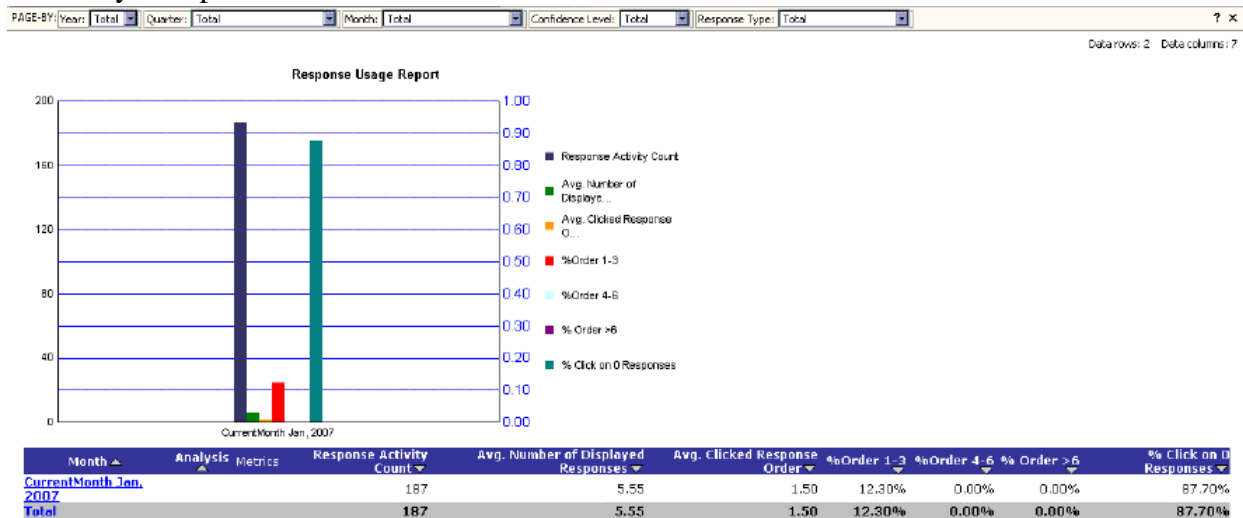 PAGE-BY: Year: Total Quarter: Total Month: Total Confidence Level: Total Response Type: Total ? ×
Data rows: 2 Data columns: 7
Response Usage Report
200
160
120
80
40
0
1.00
0.90
0.80
0.70
0.60
0.50
0.40
0.30
0.20
0.10
0.00
CurrentMonth Jan, 2007
Response Activity Count
Avg. Number of
Displays...
Avg. Clicked Response
O...
%Order 1-3
%Order 4-6
% Order >6
% Click on 0 Responses
Month Analysis Metrics Response Activity Count Avg. Number of Displayed Responses Avg. Clicked Response Order %Order 1-3 %Order 4-6 % Order >6 % Click on 0 Responses
CurrentMonth Jan, 2007 187 5.55 1.50 12.30% 0.00% 0.00% 87.70%
Total 187 5.55 1.50 12.30% 0.00% 0.00% 87.70%